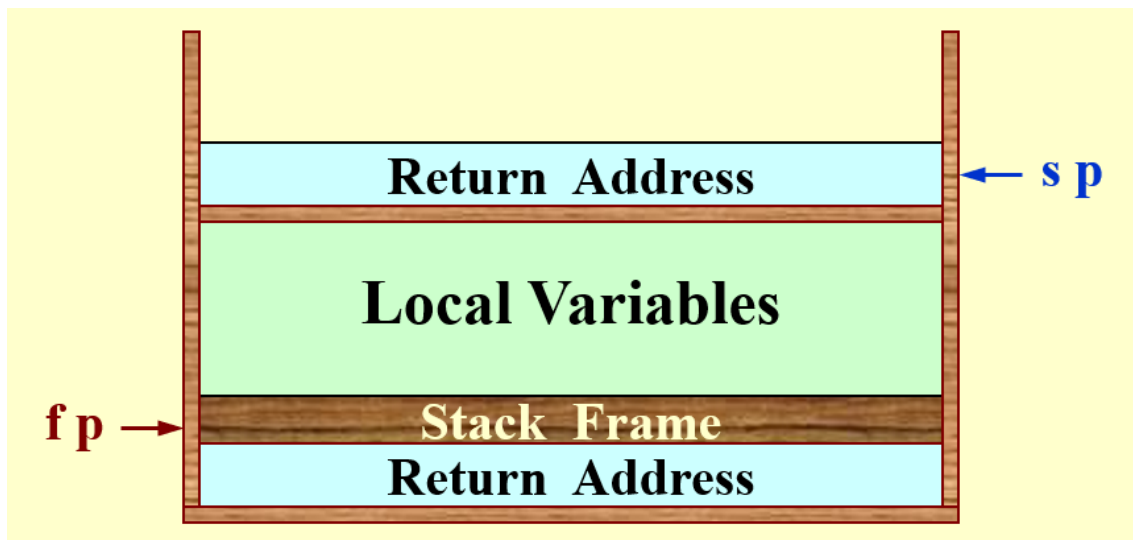 Return Address
s p
Local Variables
f p
Stack Frame
Return Address